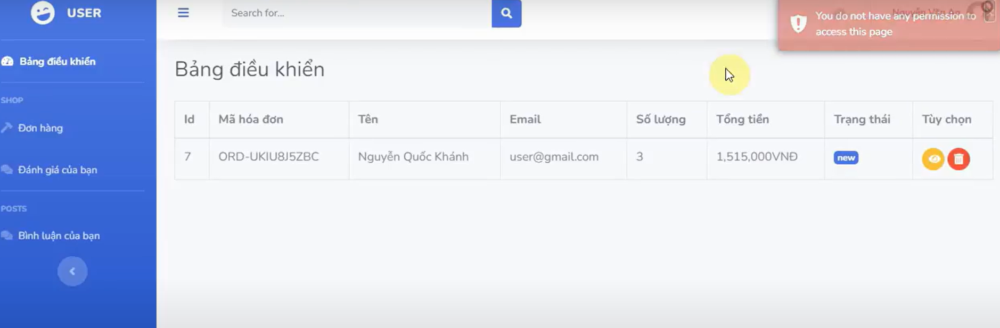 USER
Search for...
Nguyễn Văn An
You do not have any permission to
access this page
Bảng điều khiển
SHOP
Đơn hàng
Đánh giá của bạn
POSTS
Bình luận của bạn
Bảng điều khiển
Id Mã hóa đơn Tên Email Số lượng Tổng tiền Trạng thái Tùy chọn
7 ORD-UKIU8J5ZBC Nguyễn Quốc Khánh user@gmail.com 3 1,515,000VNĐ new